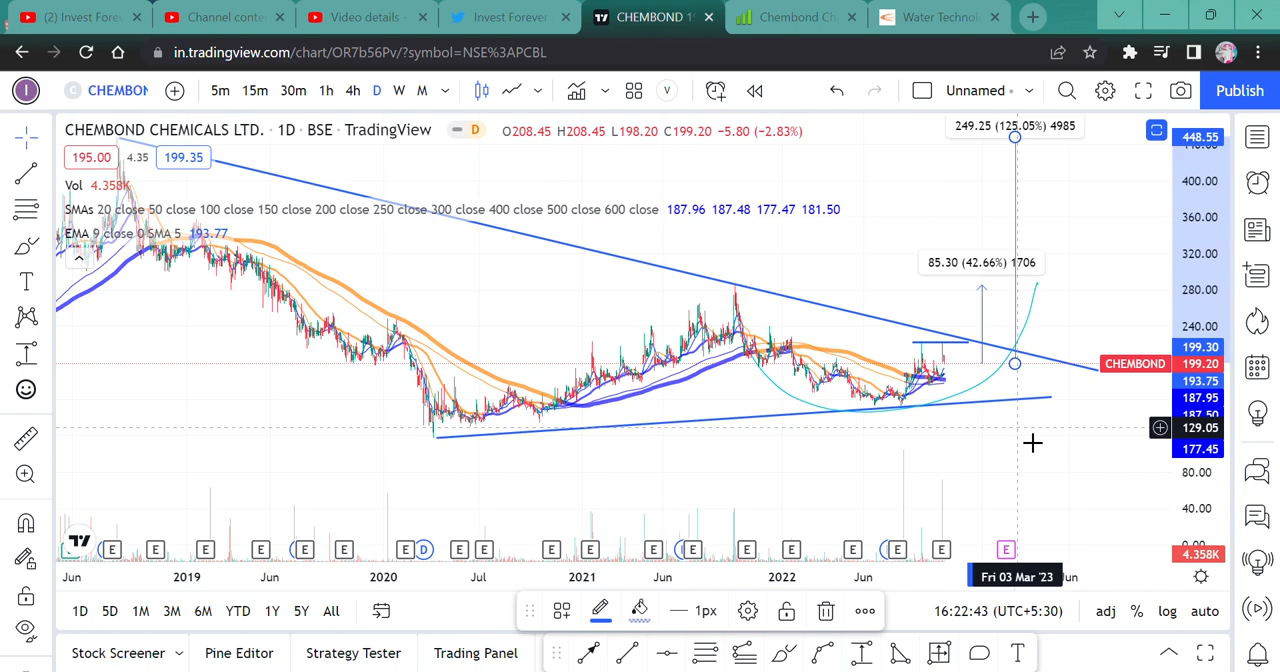 (2) Invest Fore
Channel conte
Video details -
Invest Forever
CHEMBOND 1
Chembond Ch
Water Technol
in.tradingview.com/chart/OR7b56Pv/?symbol=NSE%3APCBL
I
C CHEMBON
5m 15m 30m 1h 4h D W M
V
Unnamed
Publish
CHEMBOND CHEMICALS LTD. · 1D · BSE · TradingView
D
O208.45 H208.45 L198.20 C199.20 −5.80 (−2.83%)
195.00 4.35 199.35
Vol 4.358K
SMAs 20 close 50 close 100 close 150 close 200 close 250 close 300 close 400 close 500 close 600 close 187.96 187.48 177.47 181.50
EMA 9 close 0 SMA 5 193.77
249.25 (125.05%) 4985
85.30 (42.66%) 1706
448.55
400.00
360.00
320.00
280.00
240.00
199.30
CHEMBOND 199.20
193.75
187.95
187.50
129.05
177.45
80.00
40.00
0.00
4.358K
E E E E E E E D E E E E E E E E E E E E
Jun 2019 Jun 2020 Jul 2021 Jun 2022 Jun Fri 03 Mar '23 Jun
1D 5D 1M 3M 6M YTD 1Y 5Y All
1px
16:22:43 (UTC+5:30)
adj % log auto
Stock Screener Pine Editor Strategy Tester Trading Panel
T